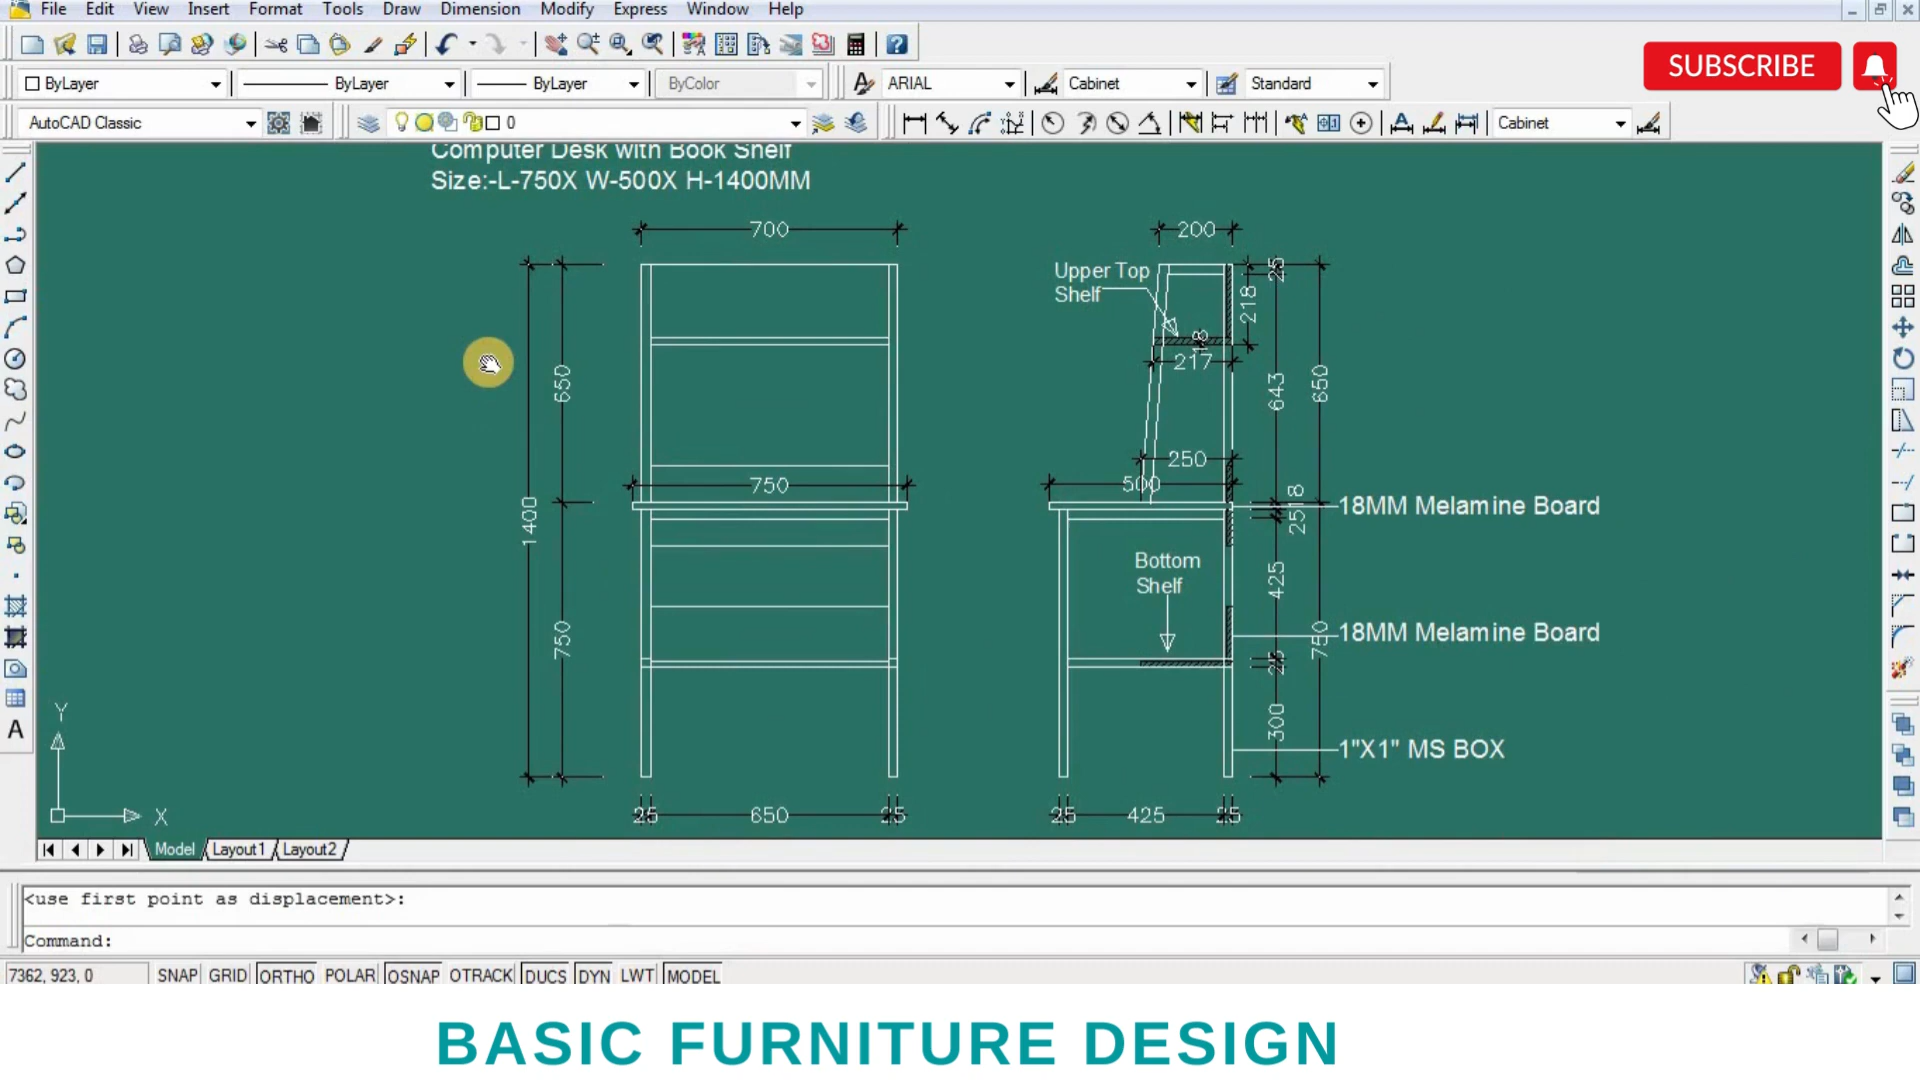 File Edit View Insert Format Tools Draw Dimension Modify Express Window Help
SUBSCRIBE
ByLayer ByLayer ByLayer ByColor ARIAL Cabinet Standard
AutoCAD Classic 0 Cabinet
Computer Desk with Book Shelf
Size:-L-750X W-500X H-1400MM
700
200
Upper Top
Shelf
25
218
18
217
650
643
650
250
750
500
1400
2518
18MM Melamine Board
Bottom
Shelf
425
750
750
18MM Melamine Board
25
300
1"X1" MS BOX
Y
X
25 650 25
25 425 25
Model Layout1 Layout2
<use first point as displacement>:
Command:
7362, 923, 0 SNAP GRID ORTHO POLAR OSNAP OTRACK DUCS DYN LWT MODEL
BASIC FURNITURE DESIGN